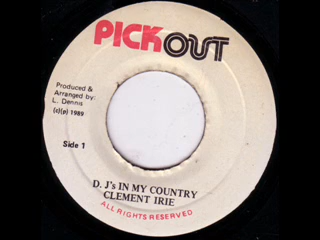 PICKOUT
Produced &
Arranged by:
L. Dennis
(c)(p) 1989
Side 1
D. J's IN MY COUNTRY
CLEMENT IRIE
ALL RIGHTS RESERVED